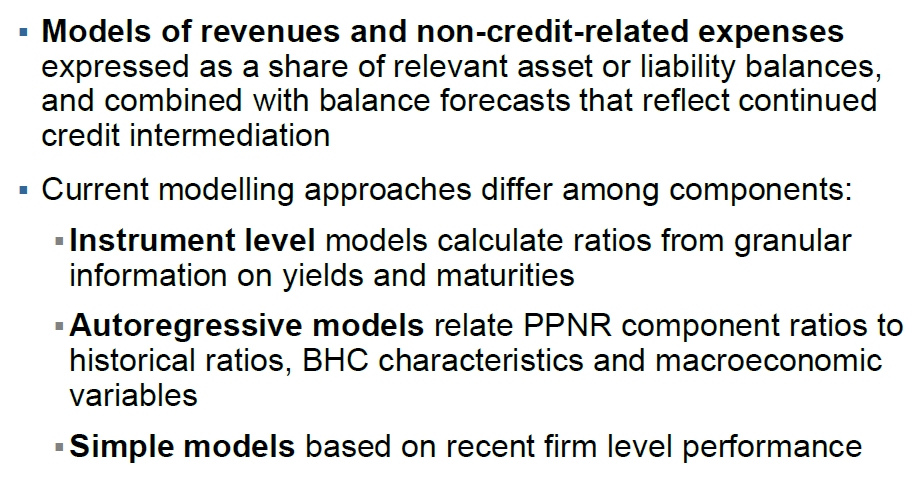 ▪ Models of revenues and non-credit-related expenses
expressed as a share of relevant asset or liability balances,
and combined with balance forecasts that reflect continued
credit intermediation
▪ Current modelling approaches differ among components:
▪ Instrument level models calculate ratios from granular
information on yields and maturities
▪ Autoregressive models relate PPNR component ratios to
historical ratios, BHC characteristics and macroeconomic
variables
▪ Simple models based on recent firm level performance